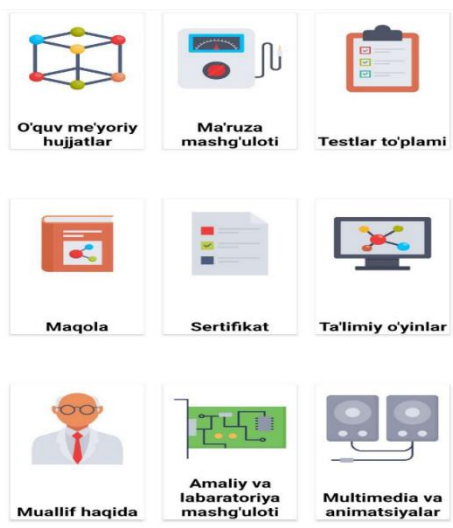 O'quv me'yoriy
hujjatlar
Ma'ruza
mashg'uloti
Testlar to'plami
Maqola
Sertifikat
Ta'limiy o'yinlar
Muallif haqida
Amaliy va
labaratoriya
mashg'uloti
Multimedia va
animatsiyalar